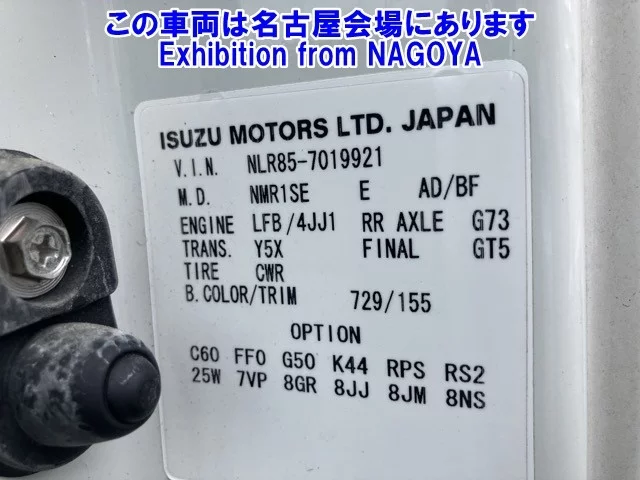 この車両は名古屋会場にあります
Exhibition from NAGOYA
ISUZU MOTORS LTD. JAPAN
V.I.N. NLR85-7019921
M.D. NMR1SE E AD/BF
ENGINE LFB/4JJ1 RR AXLE G73
TRANS. Y5X FINAL GT5
TIRE CWR
B.COLOR/TRIM 729/155
OPTION
C60 FF0 G50 K44 RPS RS2
25W 7VP 8GR 8JJ 8JM 8NS